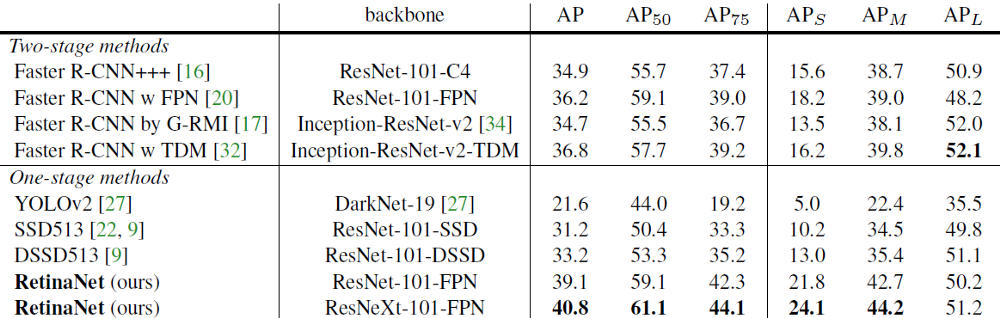 backbone AP AP50 AP75 APS APM APL
Two-stage methods
Faster R-CNN+++ [16] ResNet-101-C4 34.9 55.7 37.4 15.6 38.7 50.9
Faster R-CNN w FPN [20] ResNet-101-FPN 36.2 59.1 39.0 18.2 39.0 48.2
Faster R-CNN by G-RMI [17] Inception-ResNet-v2 [34] 34.7 55.5 36.7 13.5 38.1 52.0
Faster R-CNN w TDM [32] Inception-ResNet-v2-TDM 36.8 57.7 39.2 16.2 39.8 52.1
One-stage methods
YOLOv2 [27] DarkNet-19 [27] 21.6 44.0 19.2 5.0 22.4 35.5
SSD513 [22, 9] ResNet-101-SSD 31.2 50.4 33.3 10.2 34.5 49.8
DSSD513 [9] ResNet-101-DSSD 33.2 53.3 35.2 13.0 35.4 51.1
RetinaNet (ours) ResNet-101-FPN 39.1 59.1 42.3 21.8 42.7 50.2
RetinaNet (ours) ResNeXt-101-FPN 40.8 61.1 44.1 24.1 44.2 51.2